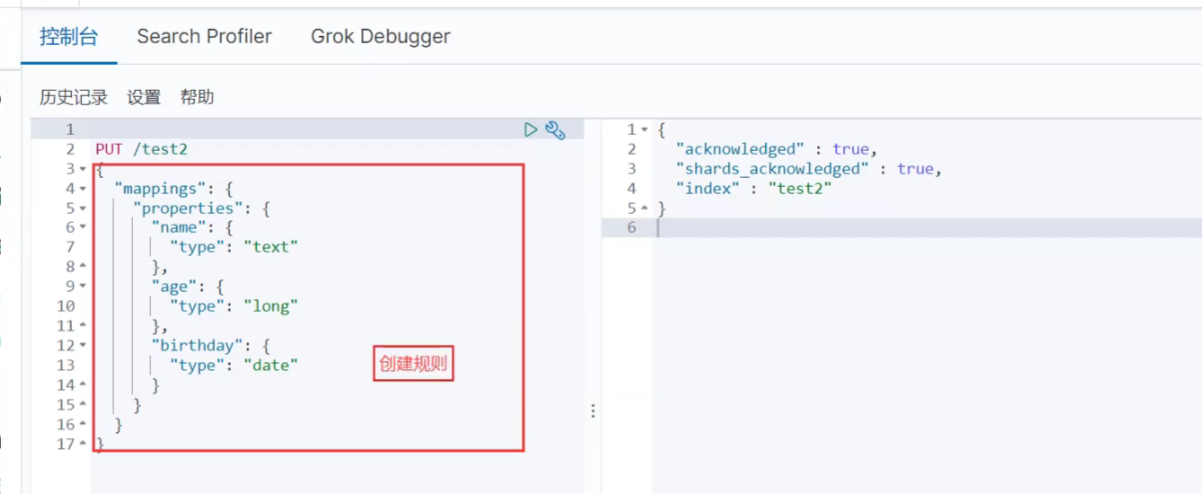 控制台 Search Profiler Grok Debugger
历史记录 设置 帮助
1
2 PUT /test2
3 {
4 "mappings": {
5 "properties": {
6 "name": {
7 "type": "text"
8 },
9 "age": {
10 "type": "long"
11 },
12 "birthday": {
13 "type": "date"
14 }
15 }
16 }
17 }
创建规则
1 {
2 "acknowledged" : true,
3 "shards_acknowledged" : true,
4 "index" : "test2"
5 }
6